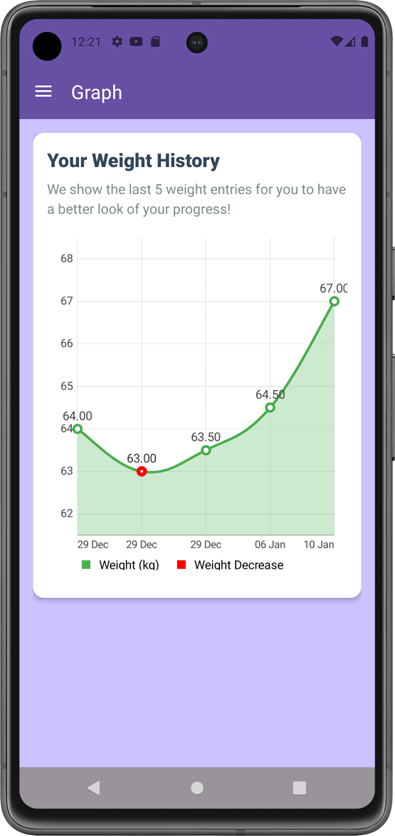 12:21
Graph
Your Weight History
We show the last 5 weight entries for you to have
a better look of your progress!
68
67.00
67
66
65
64.50
64.00
64
63.50
63.00
63
62
29 Dec 29 Dec 29 Dec 06 Jan 10 Jan
Weight (kg) Weight Decrease